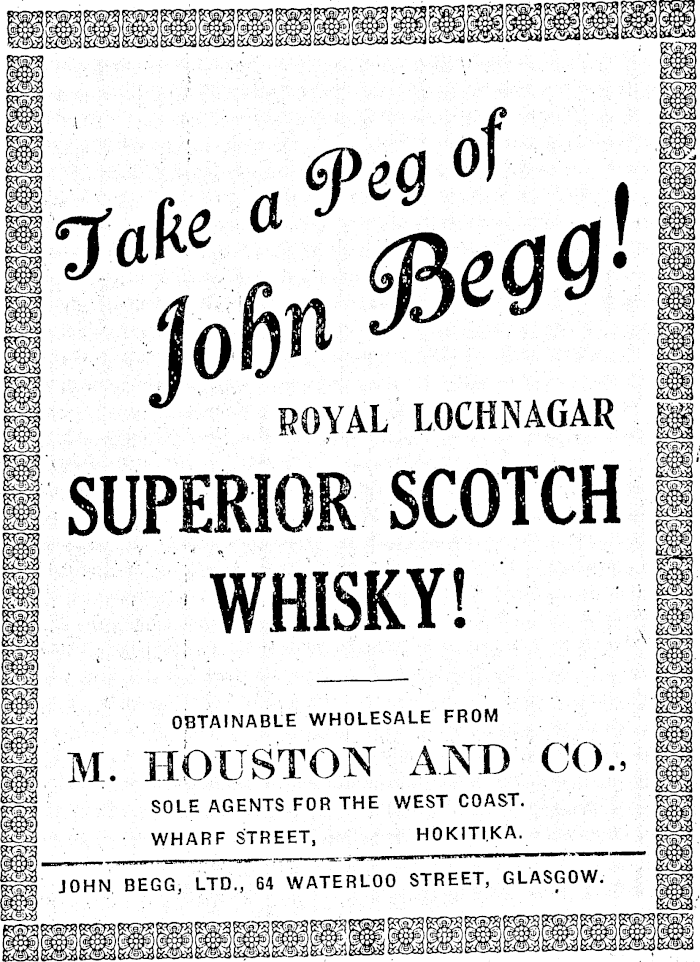 Take a Peg of
John Begg!
ROYAL LOCHNAGAR
SUPERIOR SCOTCH
WHISKY!
OBTAINABLE WHOLESALE FROM
M. HOUSTON AND CO.,
SOLE AGENTS FOR THE WEST COAST.
WHARF STREET, HOKITIKA.
JOHN BEGG, LTD., 64 WATERLOO STREET, GLASGOW.